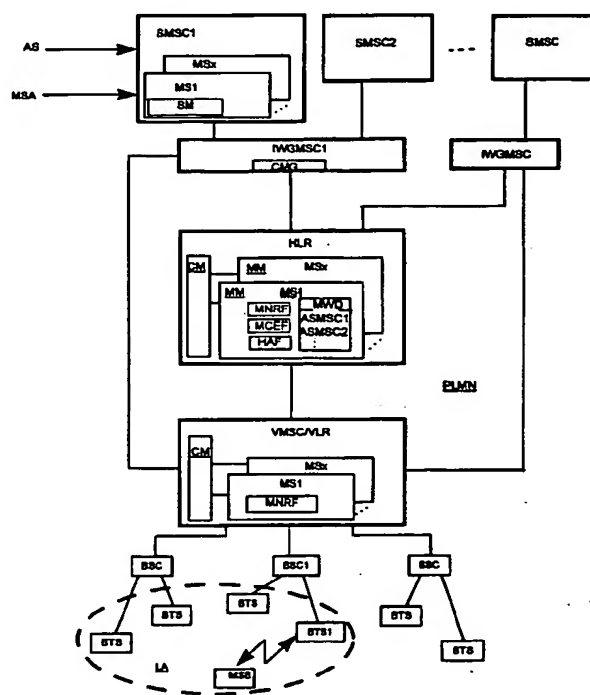 SMSC1
AS
MSx
SMSC2
SMSC
MS1
MSA
SM
IWGMSC1
CMG
IWGMSC
HLR
CM
MM
MSx
MM
MS1
MNRF
MWD
ASMSC1
MCEF
ASMSC2
HAF
PLMN
VMSC/VLR
CM
MSx
MS1
MNRF
BSC
BSC1
BSC
BTS
BTS
BTS
BTS
BTS1
BTS
LA
MSB